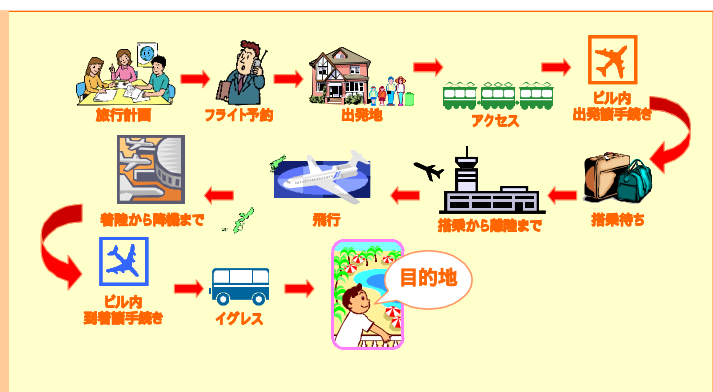 旅行計画
フライト予約
出発地
アクセス
ビル内
出発諸手続き
搭乗待ち
搭乗から離陸まで
飛行
着陸から降機まで
ビル内
到着諸手続き
イグレス
目的地